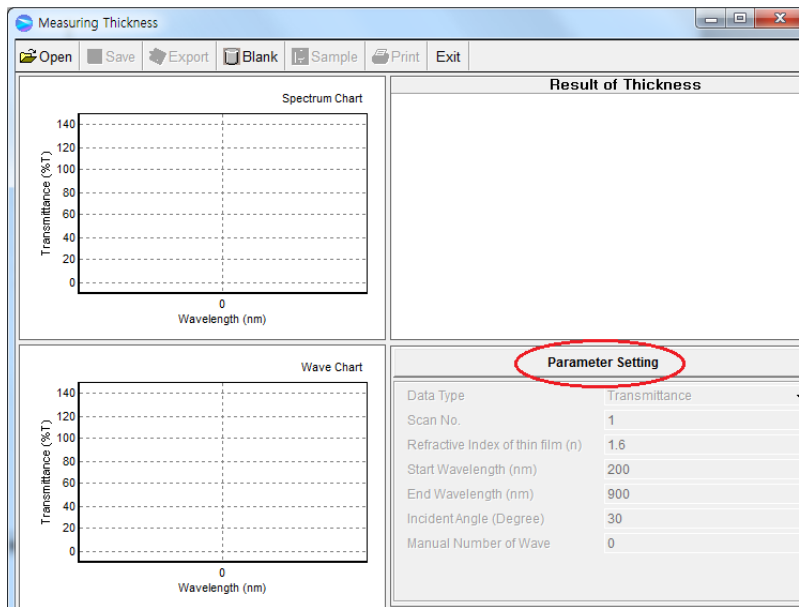 Measuring Thickness
Open Save Export Blank Sample Print Exit
Spectrum Chart
Transmittance (%T)
140
120
100
80
60
40
20
0
0
Wavelength (nm)
Result of Thickness
Wave Chart
Transmittance (%T)
140
120
100
80
60
40
20
0
0
Wavelength (nm)
Parameter Setting
Data Type Transmittance
Scan No. 1
Refractive Index of thin film (n) 1.6
Start Wavelength (nm) 200
End Wavelength (nm) 900
Incident Angle (Degree) 30
Manual Number of Wave 0